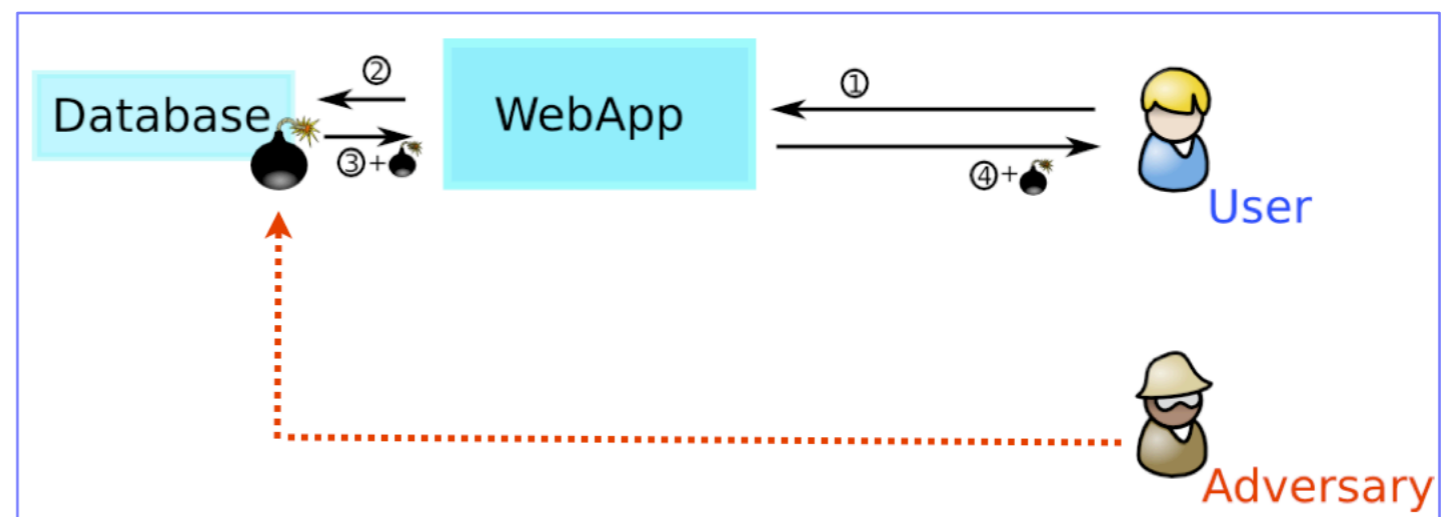 ②
①
Database
WebApp
③+
④+
User
Adversary